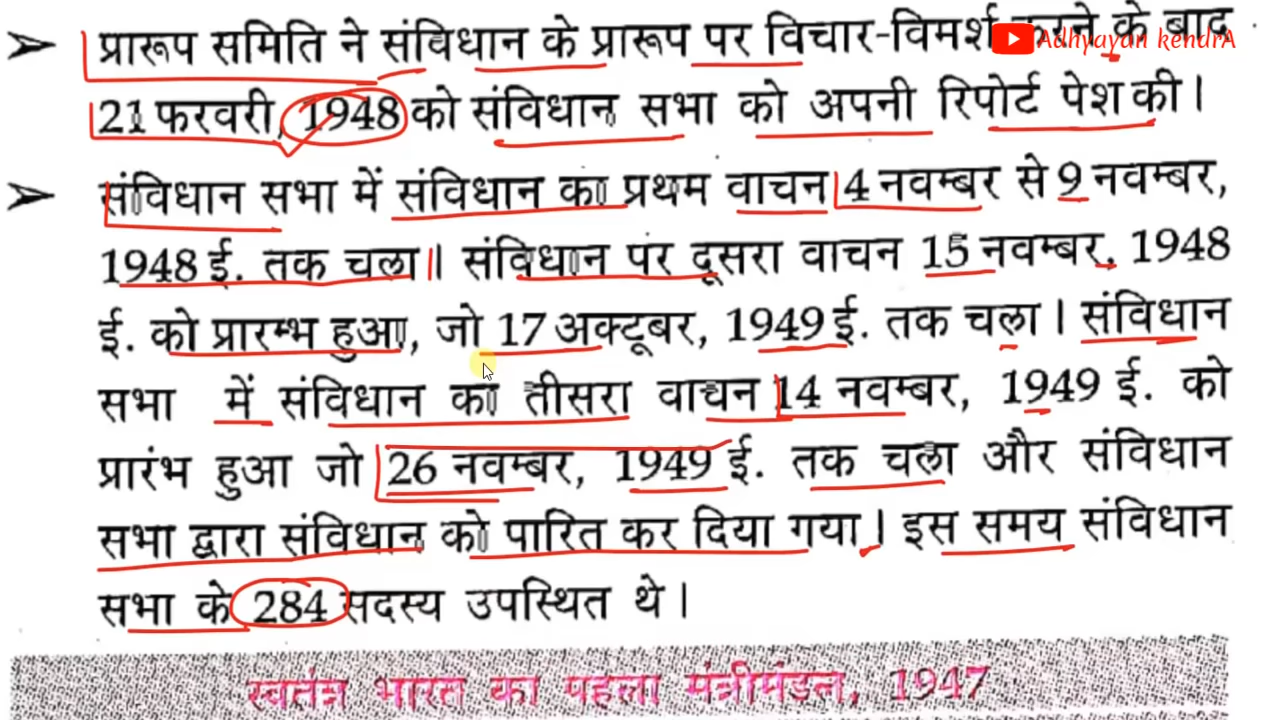 ➢ प्रारूप समिति ने संविधान के प्रारूप पर विचार-विमर्श करने के बाद
Adhyayan kendrA
21 फरवरी, 1948 को संविधान सभा को अपनी रिपोर्ट पेश की।
➢ संविधान सभा में संविधान का प्रथम वाचन 4 नवम्बर से 9 नवम्बर,
1948 ई. तक चला। संविधान पर दूसरा वाचन 15 नवम्बर, 1948
ई. को प्रारम्भ हुआ, जो 17 अक्टूबर, 1949 ई. तक चला। संविधान
सभा में संविधान का तीसरा वाचन 14 नवम्बर, 1949 ई. को
प्रारंभ हुआ जो 26 नवम्बर, 1949 ई. तक चला और संविधान
सभा द्वारा संविधान को पारित कर दिया गया। इस समय संविधान
सभा के 284 सदस्य उपस्थित थे।
स्वतंत्र भारत का पहला मंत्रीमंडल, 1947